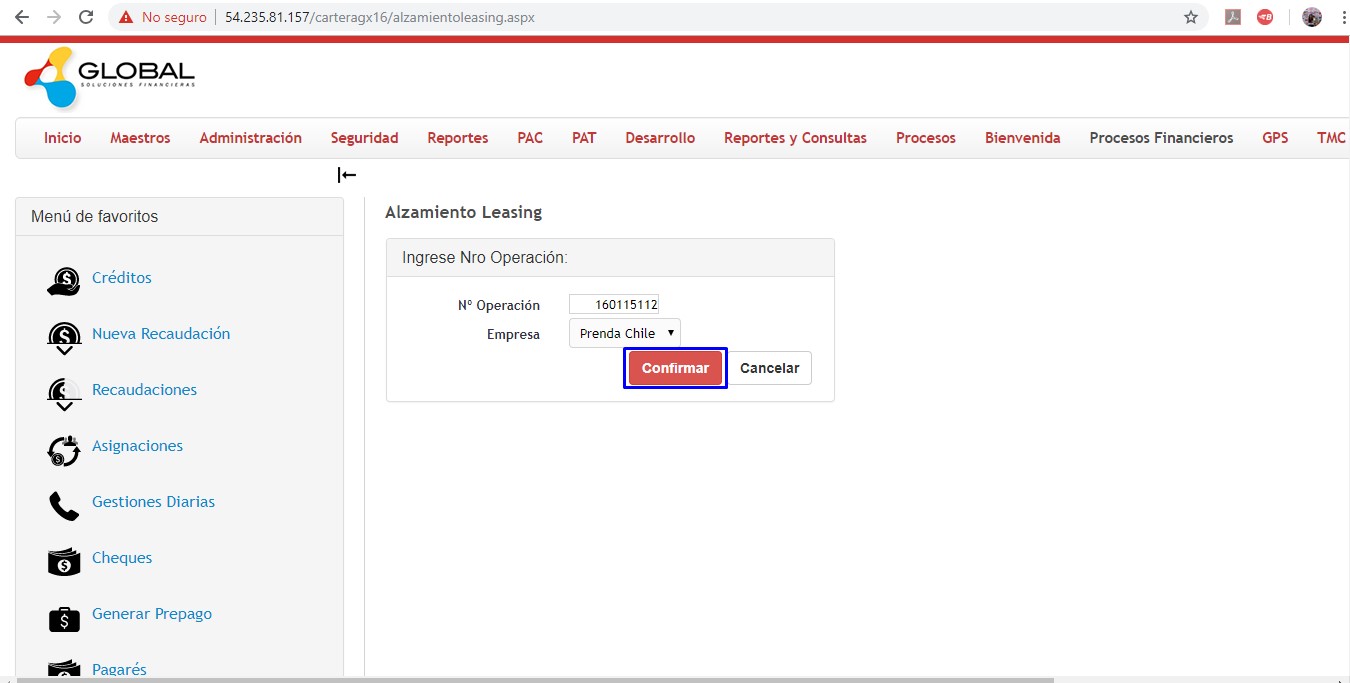 No seguro
54.235.81.157/carteragx16/alzamientoleasing.aspx
GLOBAL
SOLUCIONES FINANCIERAS
Inicio Maestros Administración Seguridad Reportes PAC PAT Desarrollo Reportes y Consultas Procesos Bienvenida Procesos Financieros GPS TMC
Menú de favoritos
Créditos
Nueva Recaudación
Recaudaciones
Asignaciones
Gestiones Diarias
Cheques
Generar Prepago
Pagarés
Alzamiento Leasing
Ingrese Nro Operación:
Nº Operación 160115112
Empresa Prenda Chile
Confirmar Cancelar